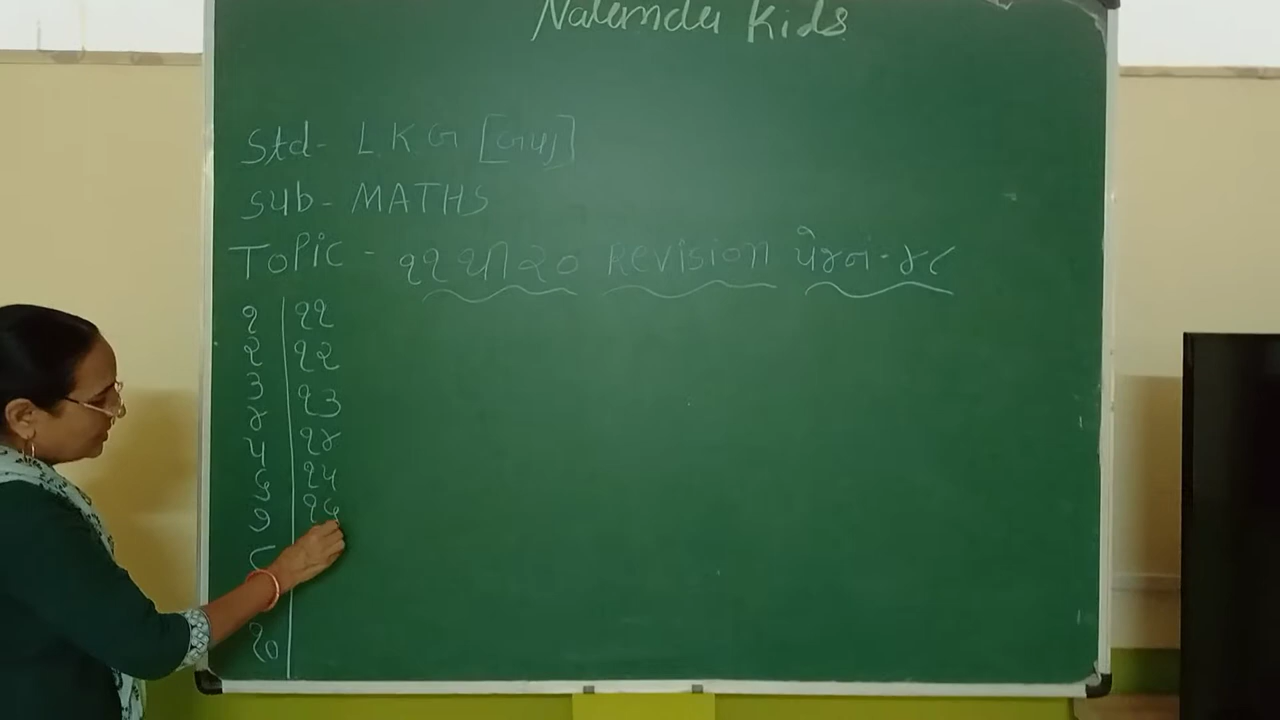 Nalanda Kids
Std- LKG [Guj]
Sub- MATHS
Topic - ૧૧ થી ૨૦ Revision પેજ નં- ૪૮
૧ ૧૧
૨ ૧૨
૩ ૧૩
૪ ૧૪
૫ ૧૫
૬ ૧૬
૭
૮
૧૦